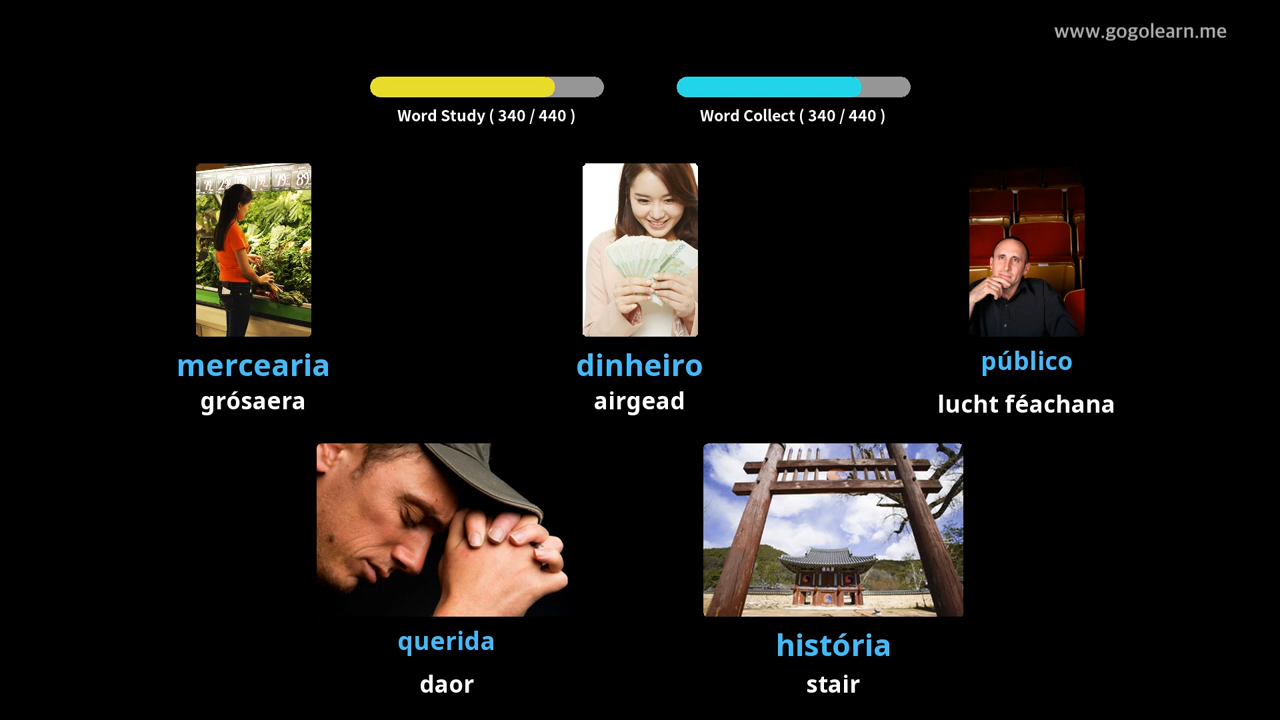 www.gogolearn.me
Word Study ( 340 / 440 )
Word Collect ( 340 / 440 )
mercearia
grósaera
dinheiro
airgead
público
lucht féachana
querida
daor
história
stair